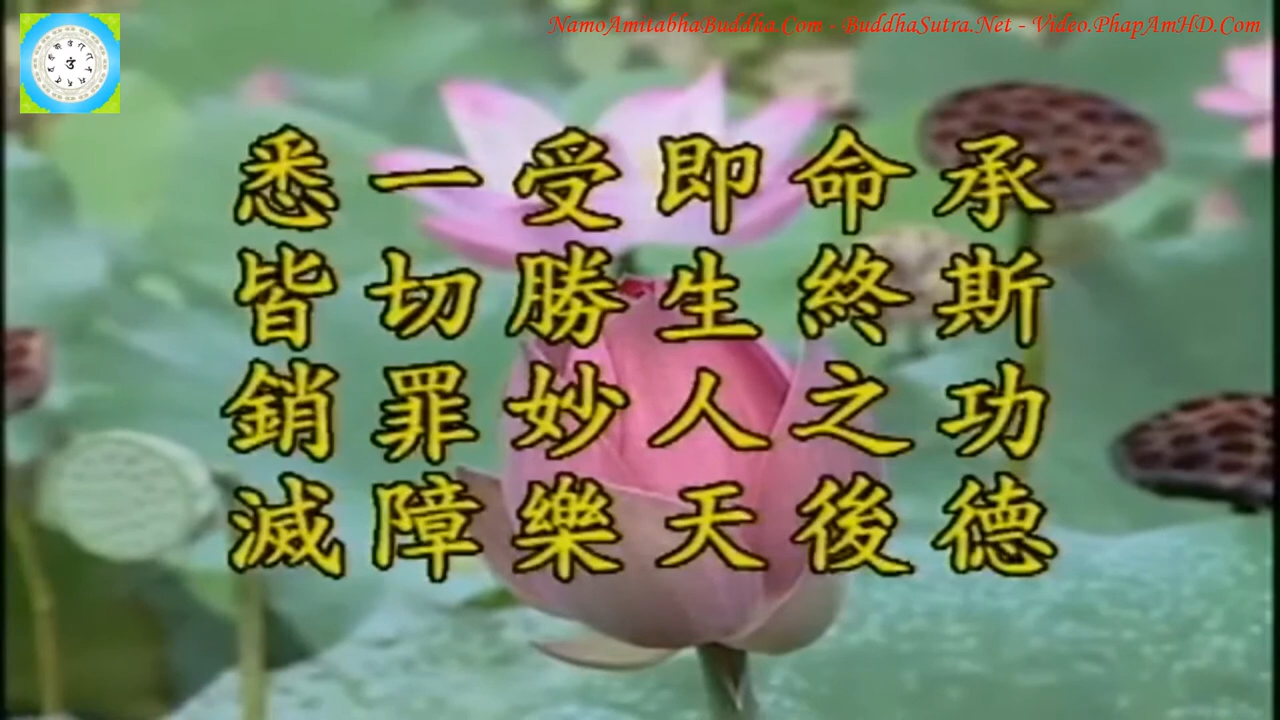 NamoAmitabhaBuddha.Com - BuddhaSutra.Net - Video.PhapAmHD.Com
承斯功德
命終之後
即生人天
受勝妙樂
一切罪障
悉皆銷滅